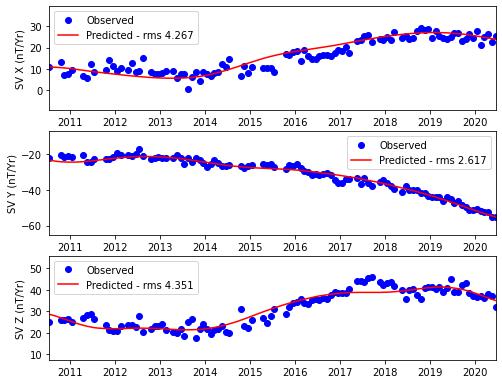 SV X (nT/Yr)
30
20
10
0
Observed
Predicted - rms 4.267
2011 2012 2013 2014 2015 2016 2017 2018 2019 2020
SV Y (nT/Yr)
−20
−40
−60
Observed
Predicted - rms 2.617
2011 2012 2013 2014 2015 2016 2017 2018 2019 2020
SV Z (nT/Yr)
50
40
30
20
10
Observed
Predicted - rms 4.351
2011 2012 2013 2014 2015 2016 2017 2018 2019 2020